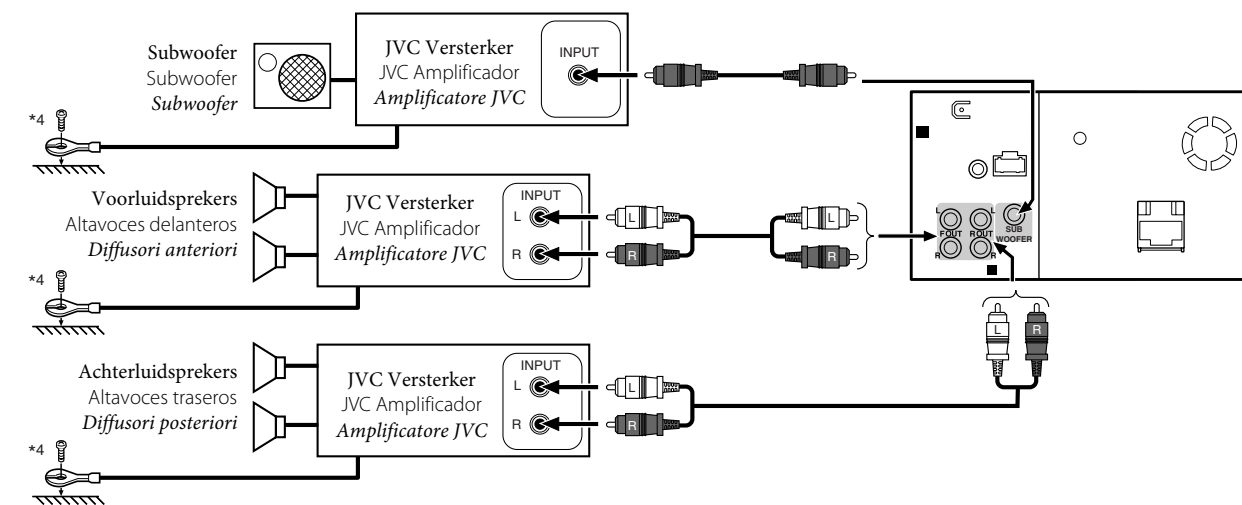 Subwoofer
Subwoofer
Subwoofer
JVC Versterker
JVC Amplificador
Amplificatore JVC
INPUT
*4
Voorluidsprekers
Altavoces delanteros
Diffusori anteriori
JVC Versterker
JVC Amplificador
Amplificatore JVC
INPUT
L
R
L
R
L
R
L
L
FOUT
ROUT
SUB
WOOFER
R
R
*4
L
R
Achterluidsprekers
Altavoces traseros
Diffusori posteriori
JVC Versterker
JVC Amplificador
Amplificatore JVC
INPUT
L
R
L
R
*4